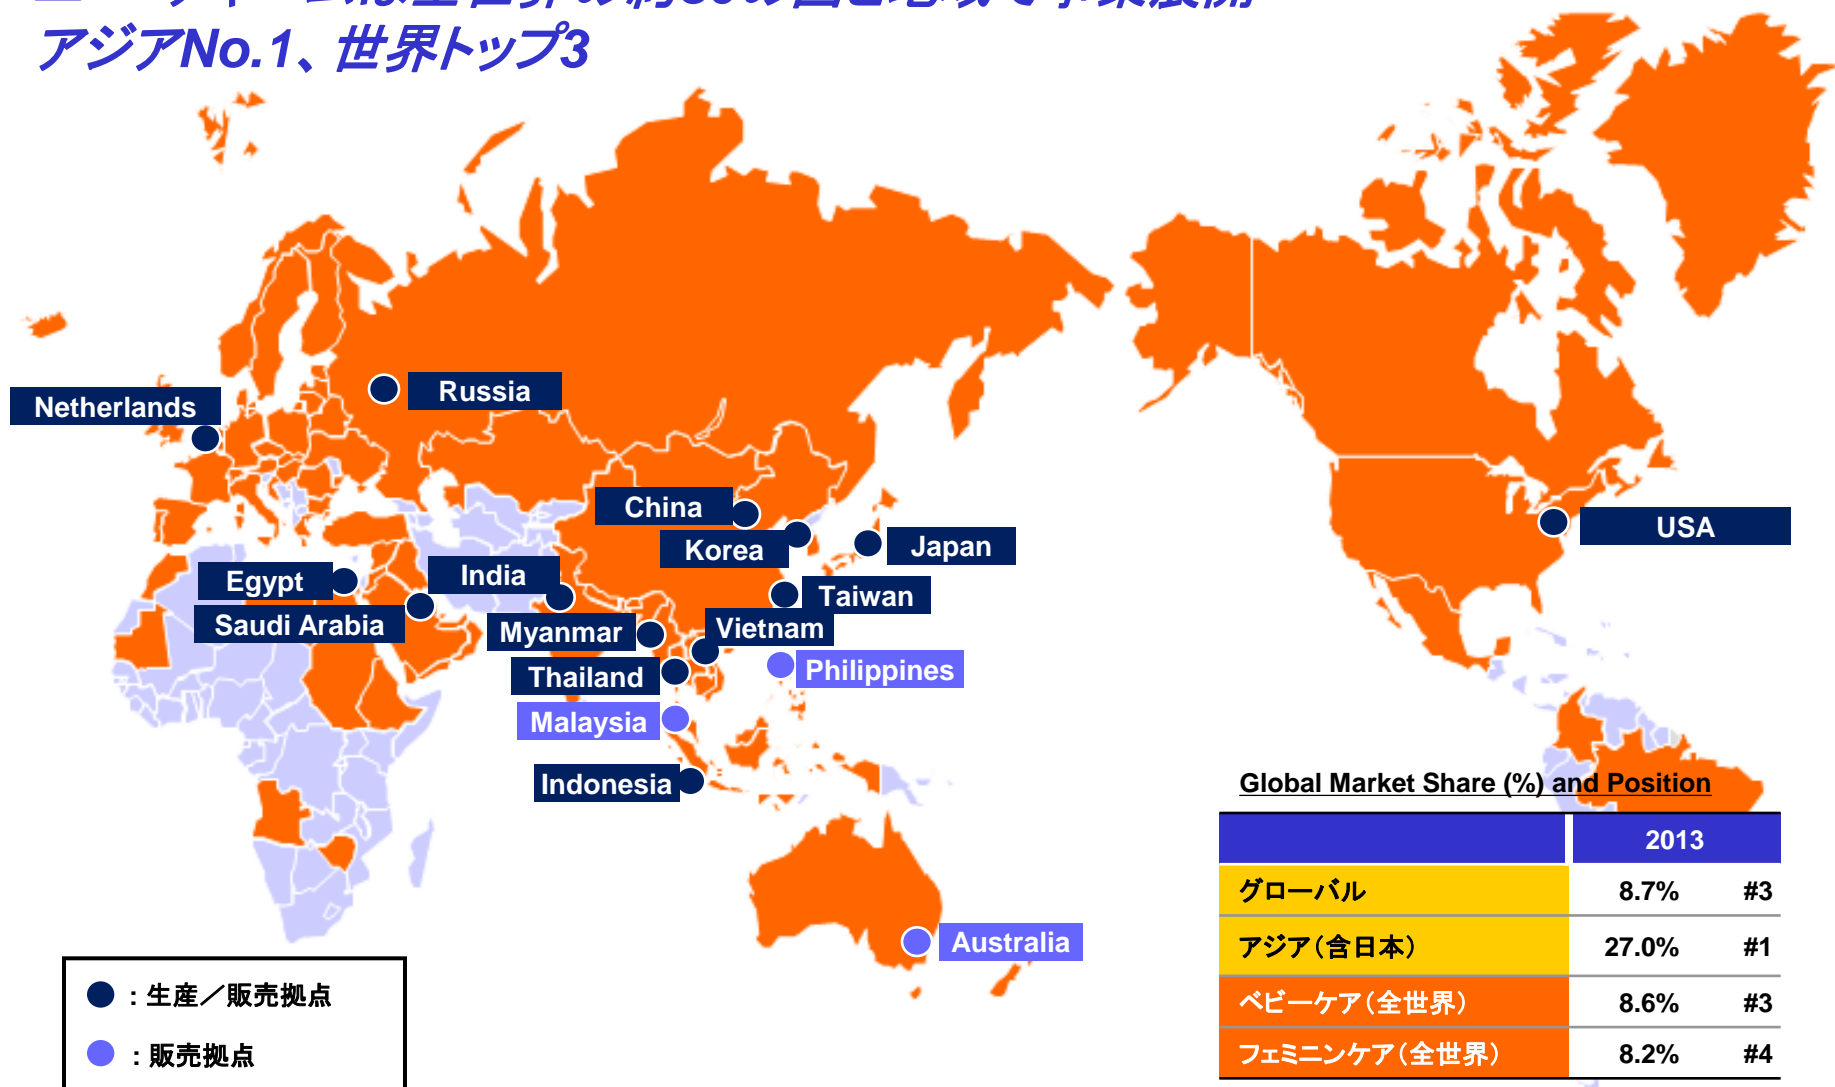 アジアNo.1、世界トップ3
Netherlands
Russia
China
Korea
Japan
USA
Egypt
India
Taiwan
Saudi Arabia
Myanmar
Vietnam
Thailand
Philippines
Malaysia
Indonesia
Australia
Global Market Share (%) and Position
2013
グローバル 8.7% #3
アジア(含日本) 27.0% #1
ベビーケア(全世界) 8.6% #3
フェミニンケア(全世界) 8.2% #4
:生産/販売拠点
:販売拠点